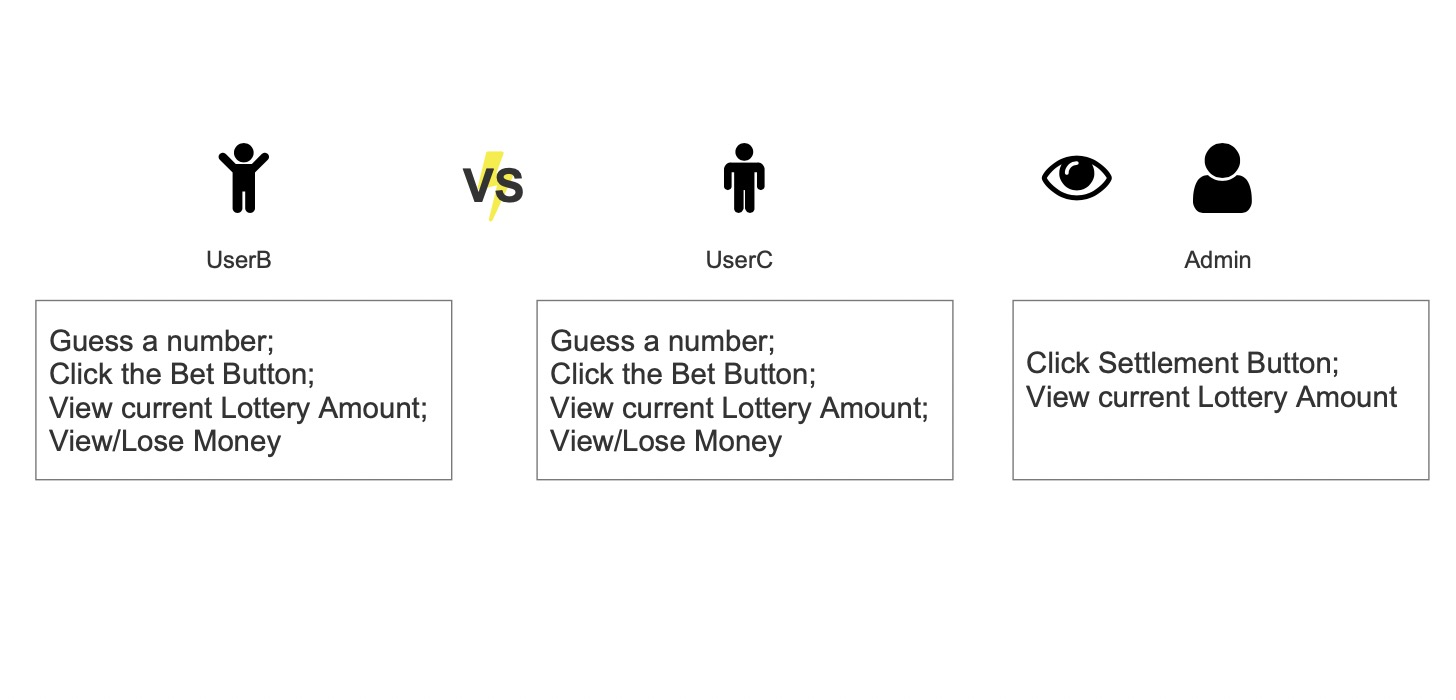 VS
UserB
UserC
Admin
Guess a number;
Click the Bet Button;
View current Lottery Amount;
View/Lose Money
Guess a number;
Click the Bet Button;
View current Lottery Amount;
View/Lose Money
Click Settlement Button;
View current Lottery Amount